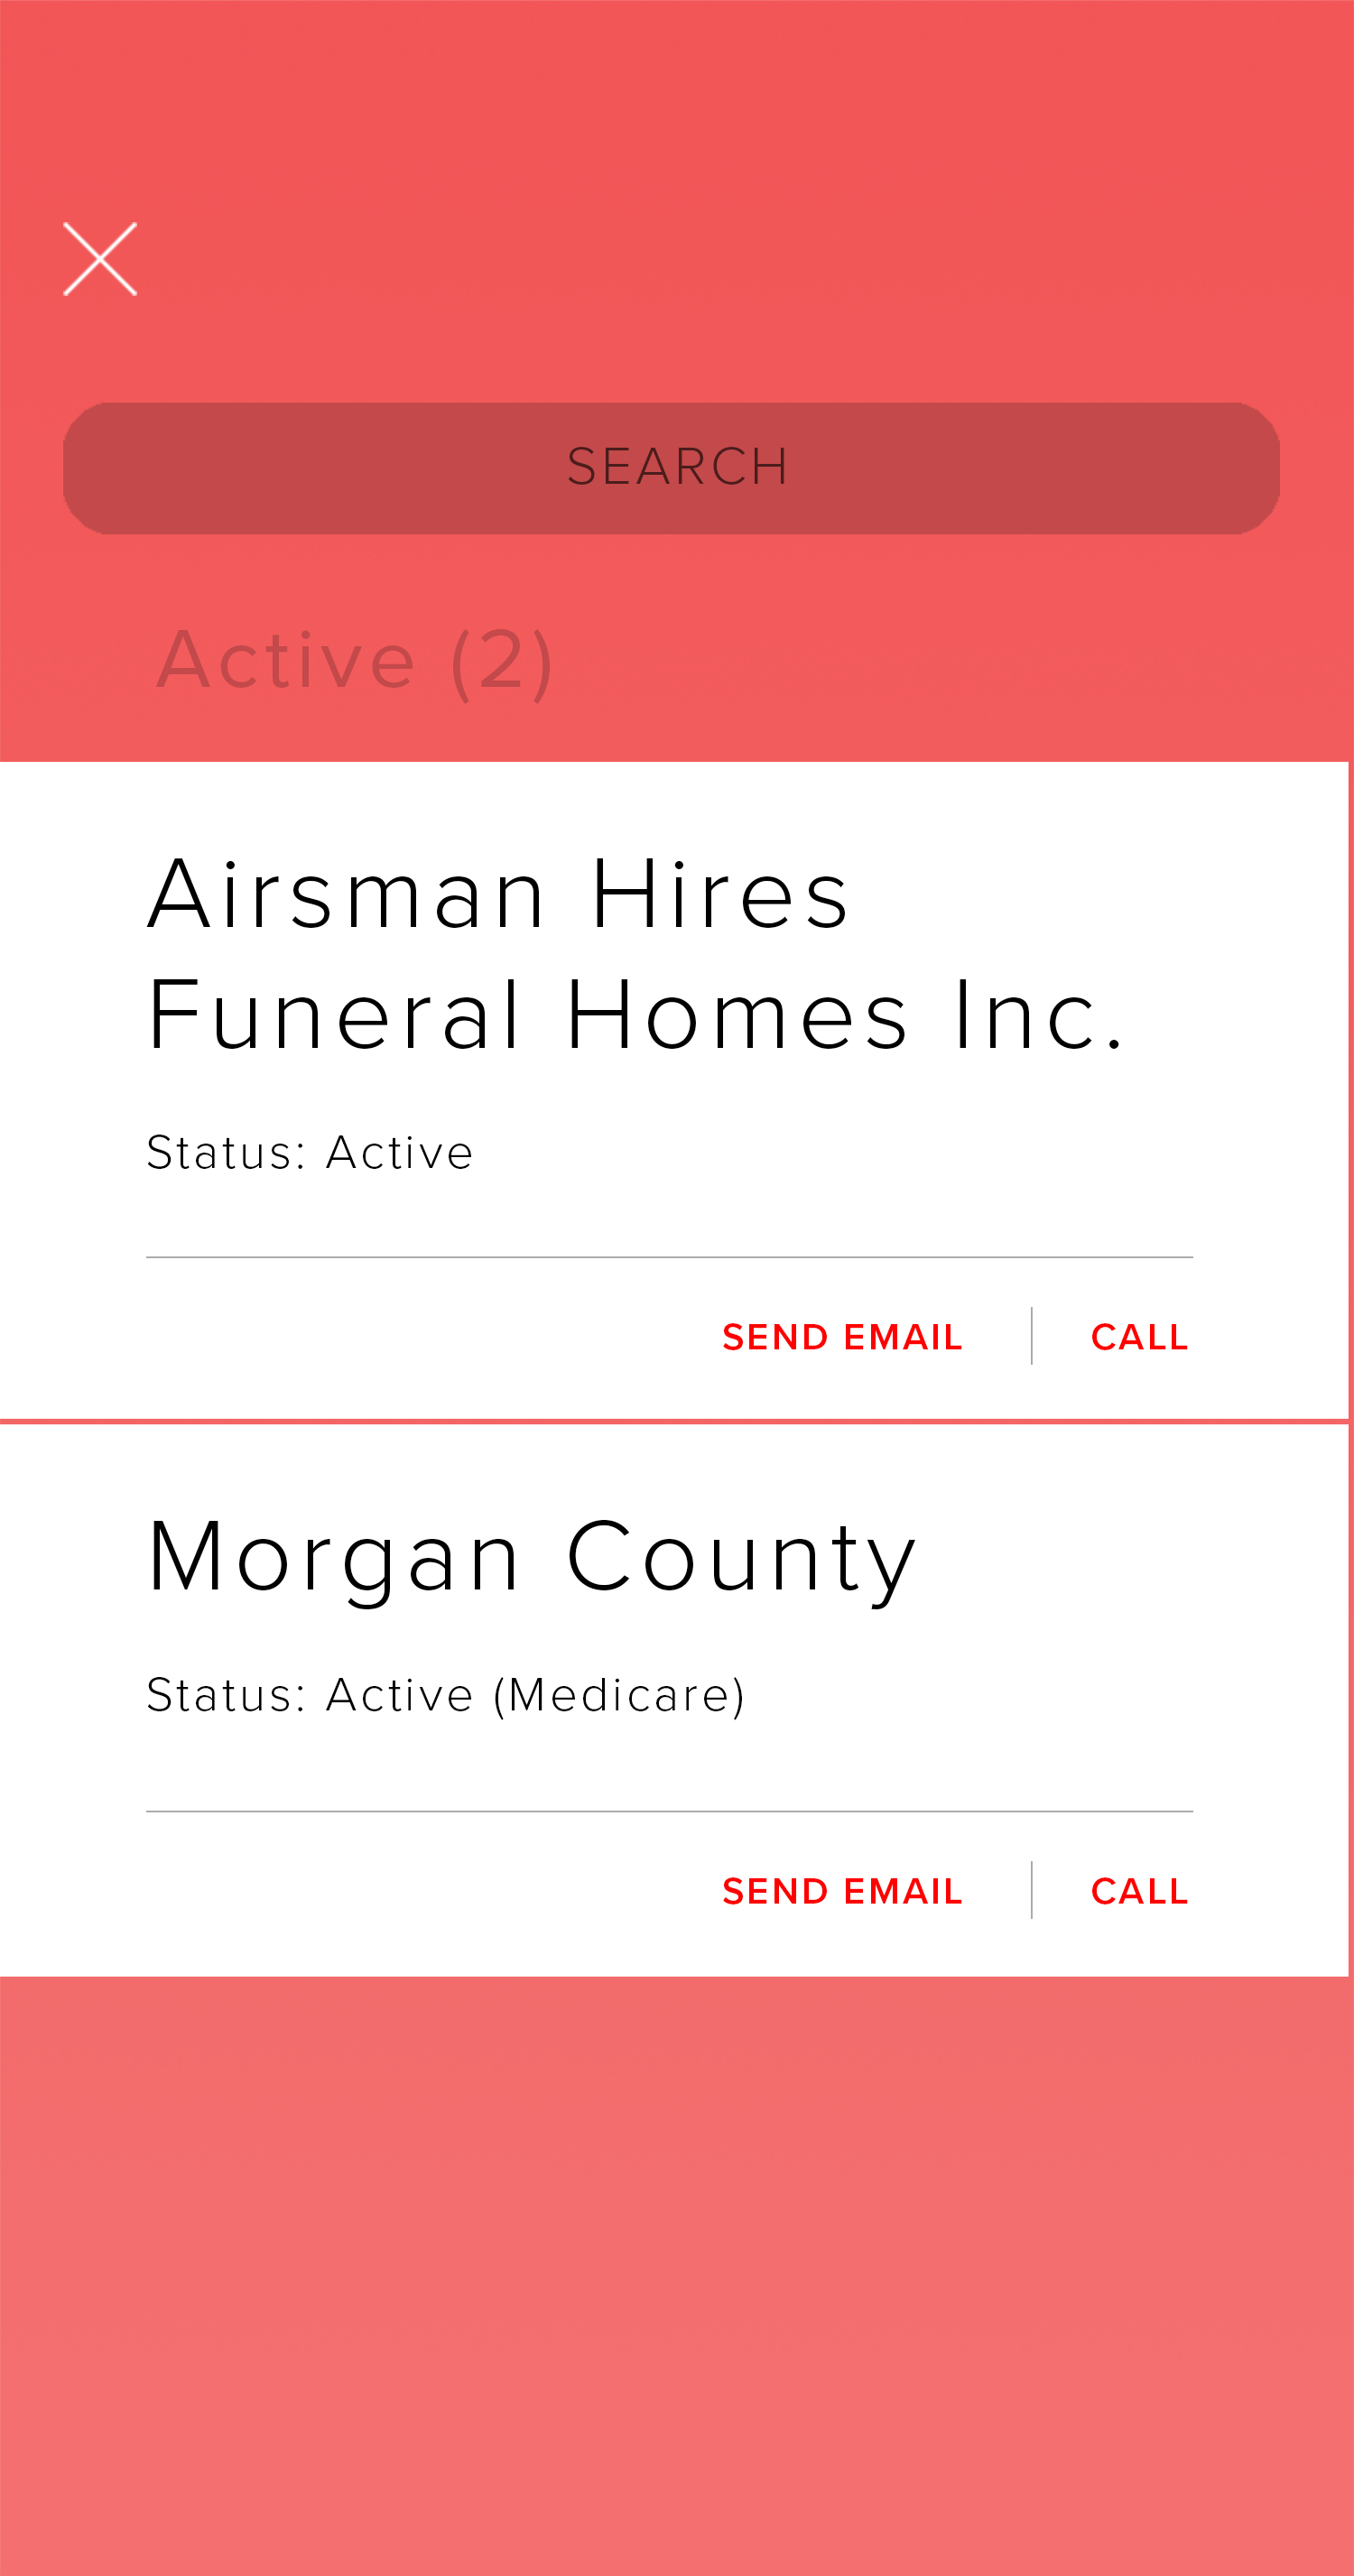 SEARCH
Active (2)
Airsman Hires
Funeral Homes Inc.
Status: Active
SEND EMAIL
CALL
Morgan County
Status: Active (Medicare)
SEND EMAIL
CALL